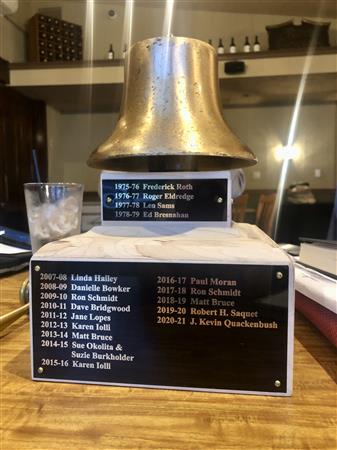 1975-76 Frederick Roth
1976-77 Roger Eldredge
1977-78 Len Sams
1978-79 Ed Bresnahan
2007-08 Linda Hailey
2008-09 Danielle Bowker
2009-10 Ron Schmidt
2010-11 Dave Bridgwood
2011-12 Jane Lopes
2012-13 Karen Iolli
2013-14 Matt Bruce
2014-15 Sue Okolita &
Suzie Burkholder
2015-16 Karen Iolli
2016-17 Paul Moran
2017-18 Ron Schmidt
2018-19 Matt Bruce
2019-20 Robert H. Saquet
2020-21 J. Kevin Quackenbush